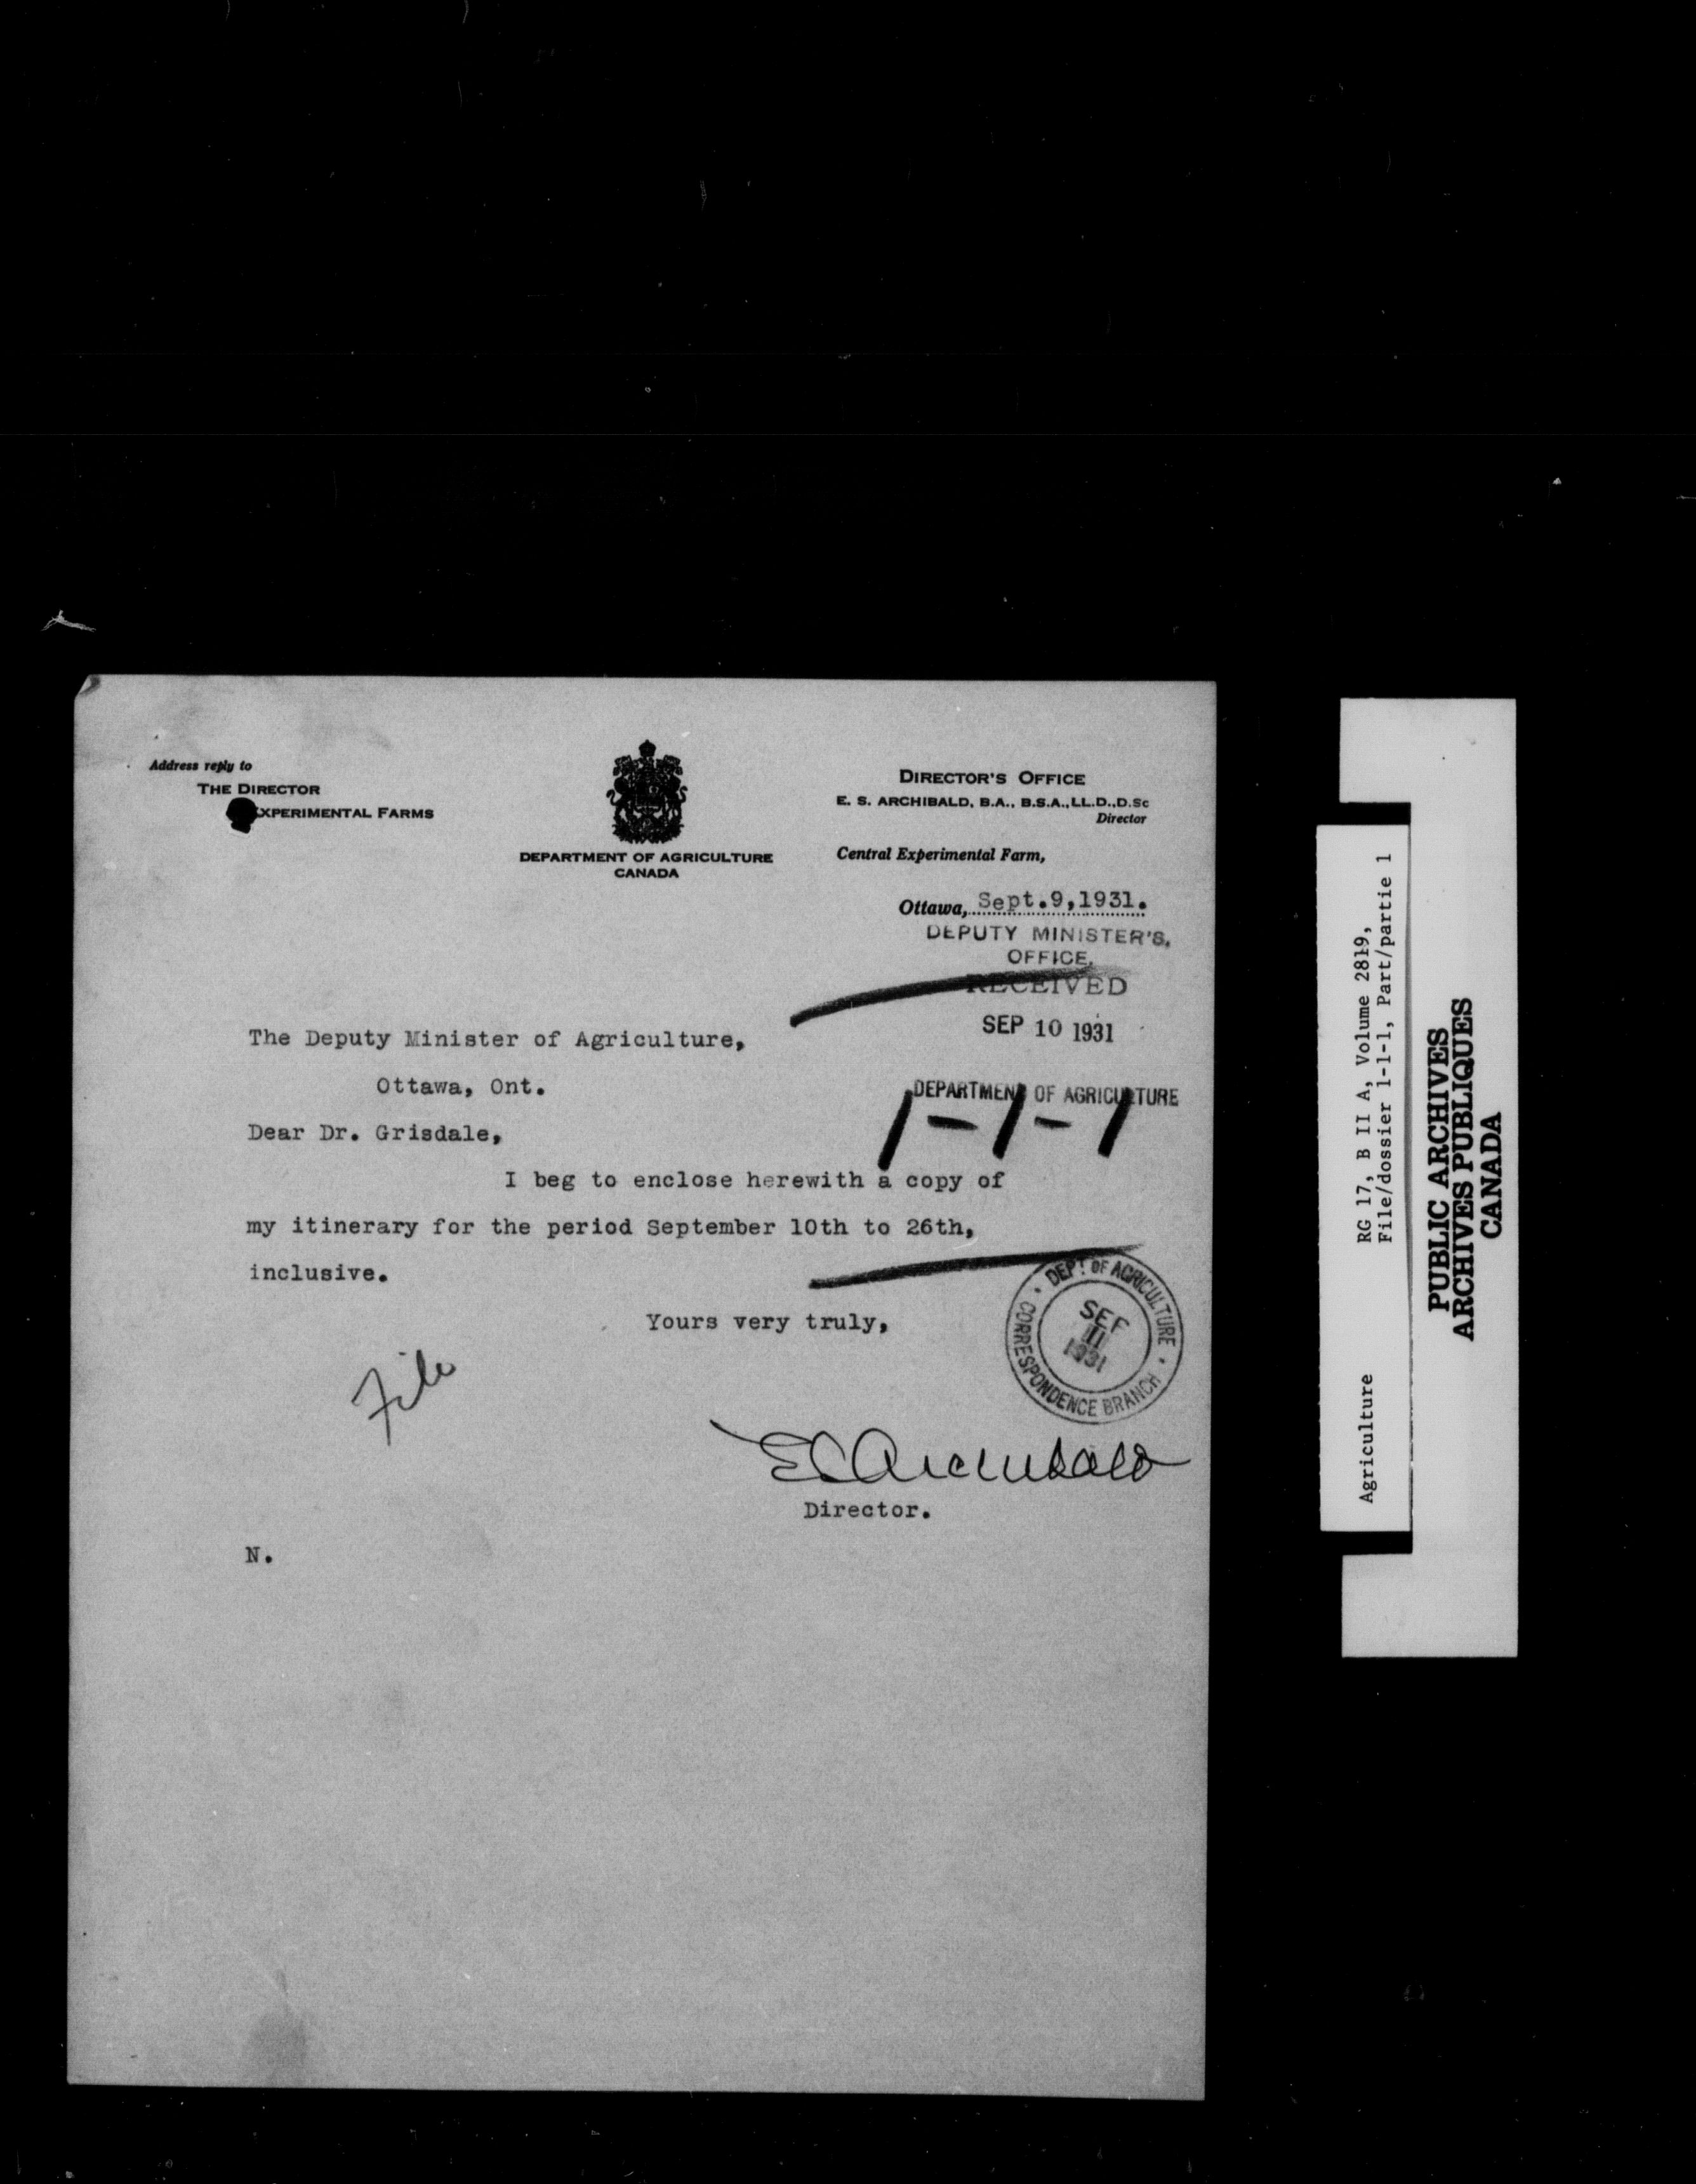 Address reply to
THE DIRECTOR
EXPERIMENTAL FARMS
DEPARTMENT OF AGRICULTURE
CANADA
DIRECTOR'S OFFICE
E. S. ARCHIBALD, B.A., B.S.A., LL.D., D.Sc
Director
Central Experimental Farm,
Ottawa, Sept.9,1931.
DEPUTY MINISTER'S.
OFFICE.
RECEIVED
SEP 10 1931
DEPARTMENT OF AGRICULTURE
1-1-1
The Deputy Minister of Agriculture,
Ottawa, Ont.
Dear Dr. Grisdale,
I beg to enclose herewith a copy of
my itinerary for the period September 10th to 26th,
inclusive.
Yours very truly,
DEPT. OF AGRICULTURE
SEP
11
1931
CORRESPONDENCE BRANCH
File
ES Archibald
Director.
N.
Agriculture RG 17, B II A, Volume 2819,
File/dossier 1-1-1, Part/partie 1
PUBLIC ARCHIVES
ARCHIVES PUBLIQUES
CANADA